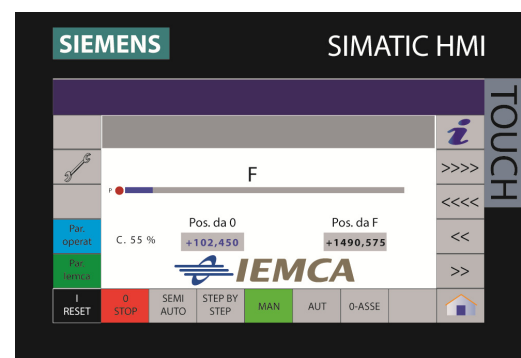 SIEMENS
SIMATIC HMI
TOUCH
i
>>>>
F
P
<<<<
Par.
operat
C. 55 %
Pos. da 0
+102,450
Pos. da F
+1490,575
<<
Par.
Iemca
IEMCA
>>
I
RESET
0
STOP
SEMI
AUTO
STEP BY
STEP
MAN
AUT
0-ASSE